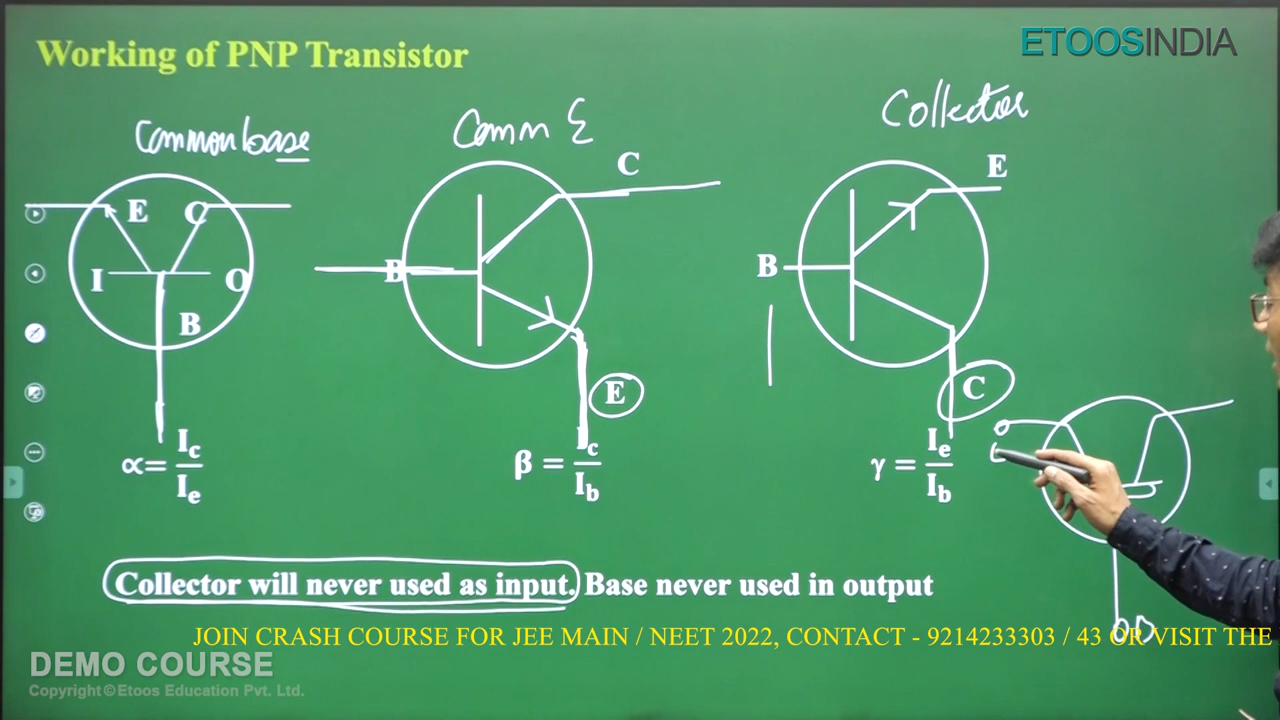 Working of PNP Transistor
ETOOSINDIA
Common base
Comm E
Collector
E C
I O
B
C
B
E
E
B
C
∝= Ic/Ie
β = Ic/Ib
γ = Ie/Ib
Collector will never used as input. Base never used in output
JOIN CRASH COURSE FOR JEE MAIN / NEET 2022, CONTACT - 9214233303 / 43 OR VISIT THE
DEMO COURSE
Copyright © Etoos Education Pvt. Ltd.